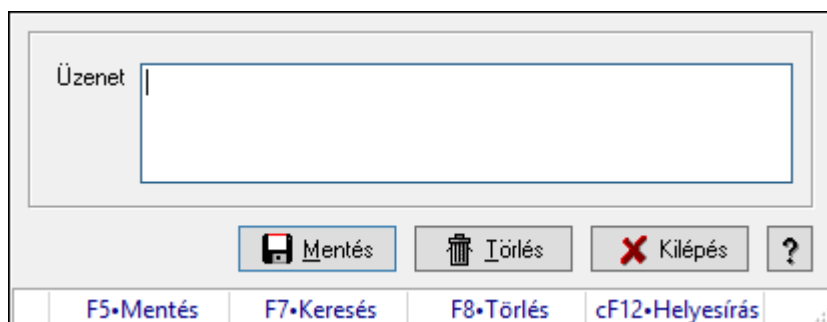 Üzenet
Mentés Törlés Kilépés ?
F5•Mentés F7•Keresés F8•Törlés cF12•Helyesírás